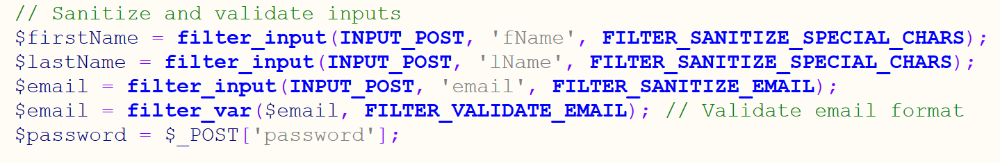 // Sanitize and validate inputs
$firstName = filter_input(INPUT_POST, 'fName', FILTER_SANITIZE_SPECIAL_CHARS);
$lastName = filter_input(INPUT_POST, 'lName', FILTER_SANITIZE_SPECIAL_CHARS);
$email = filter_input(INPUT_POST, 'email', FILTER_SANITIZE_EMAIL);
$email = filter_var($email, FILTER_VALIDATE_EMAIL); // Validate email format
$password = $_POST['password'];